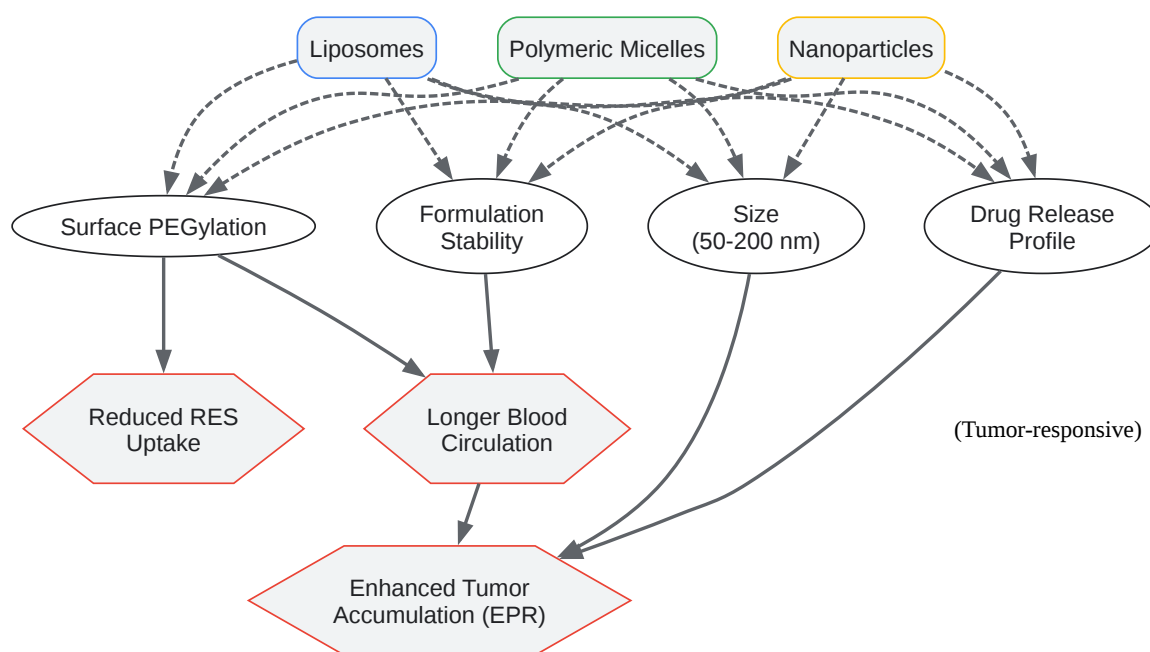 Liposomes
Polymeric Micelles
Nanoparticles
Surface PEGylation
Formulation
Stability
Size
(50-200 nm)
Drug Release
Profile
Reduced RES
Uptake
Longer Blood
Circulation
(Tumor-responsive)
Enhanced Tumor
Accumulation (EPR)